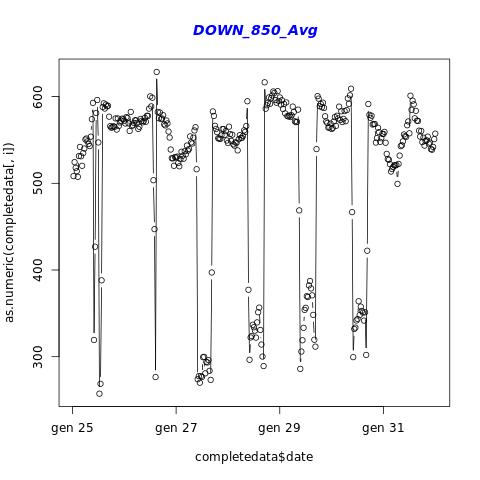 DOWN_850_Avg
as.numeric(completedata[, i])
600
500
400
300
gen 25
gen 27
gen 29
gen 31
completedata$date